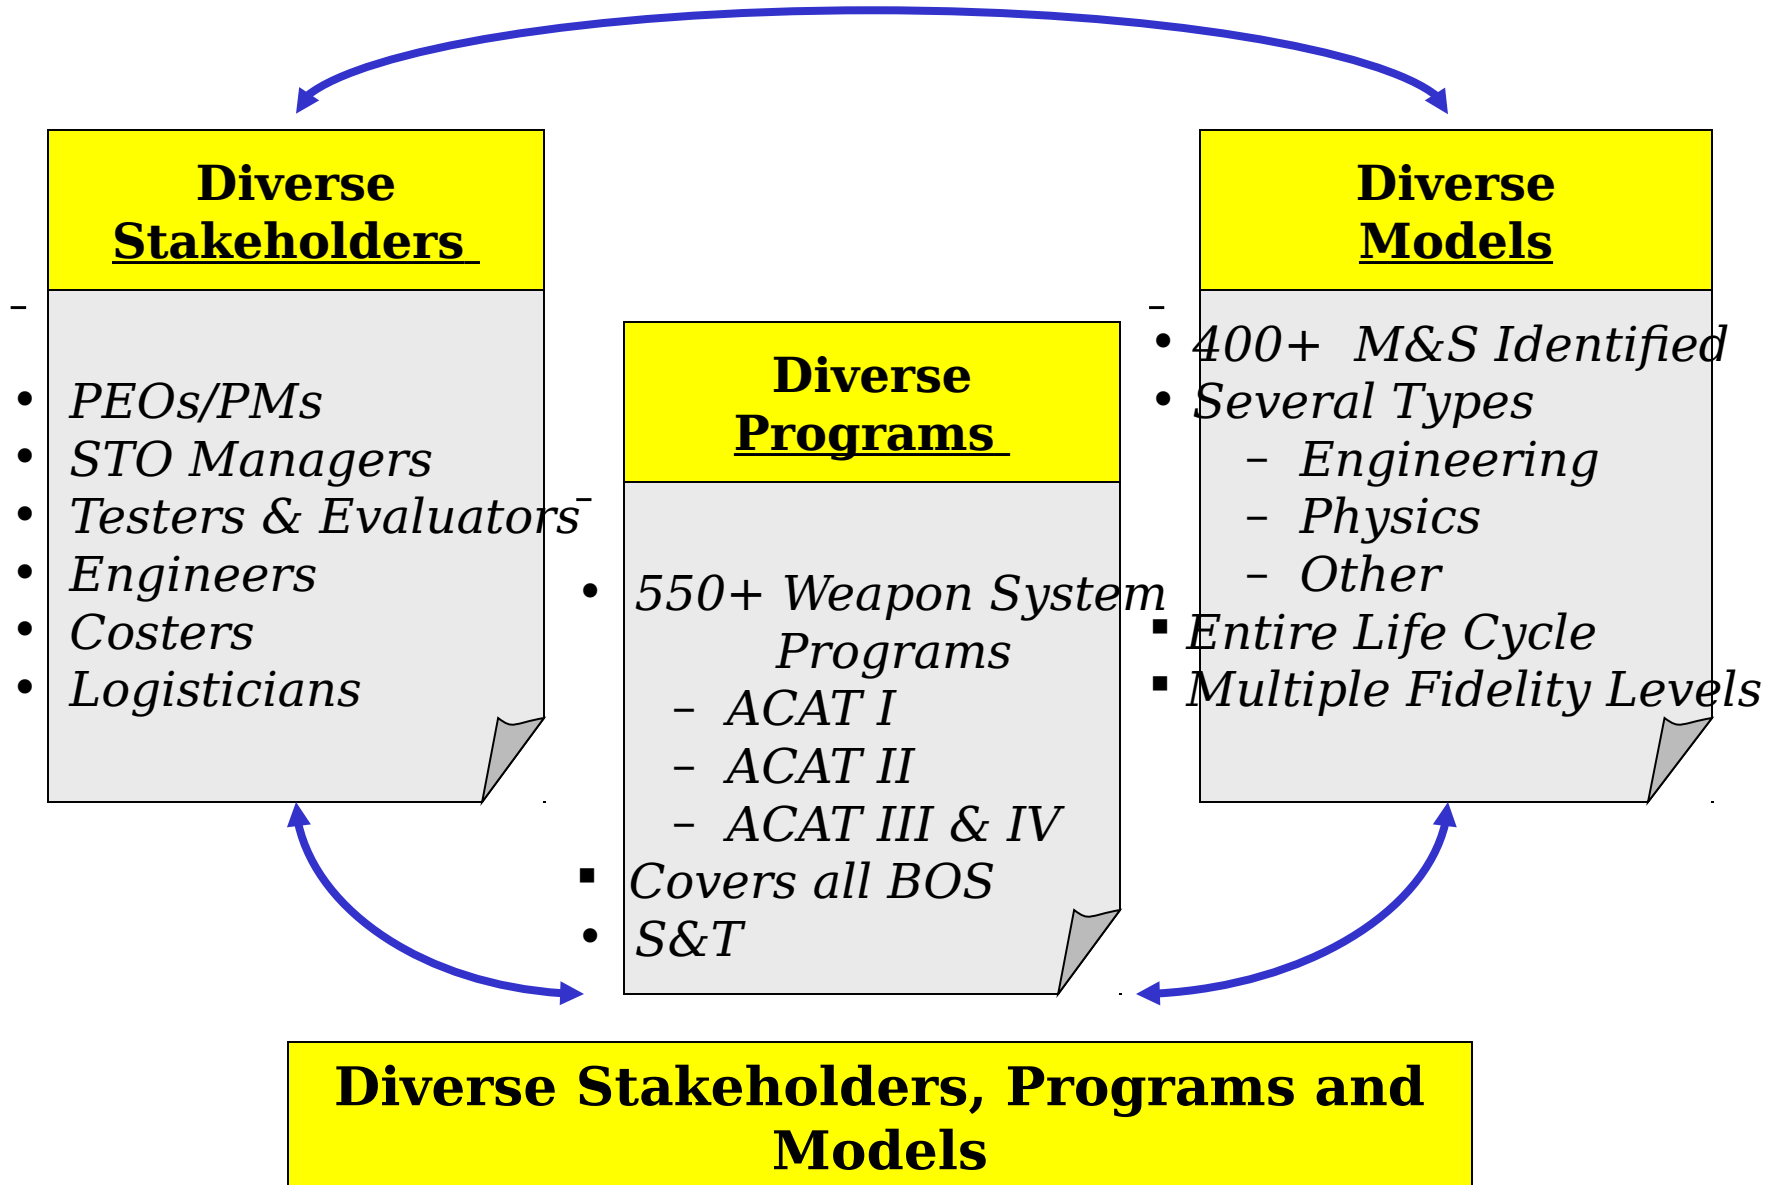 Diverse
Stakeholders
–
• PEOs/PMs
• STO Managers
• Testers & Evaluators
• Engineers
• Costers
• Logisticians
Diverse
Programs
–
• 550+ Weapon System
Programs
– ACAT I
– ACAT II
– ACAT III & IV
▪ Covers all BOS
• S&T
Diverse
Models
–
• 400+ M&S Identified
• Several Types
– Engineering
– Physics
– Other
▪ Entire Life Cycle
▪ Multiple Fidelity Levels
Diverse Stakeholders, Programs and
Models